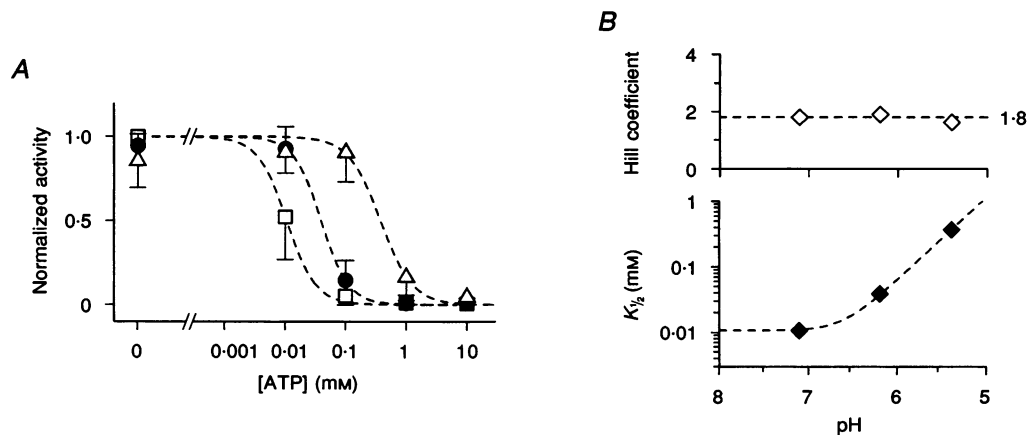 A
Normalized activity
1·0
0·5
0
0 0·001 0·01 0·1 1 10
[ATP] (mM)
B
Hill coefficient
4
2
0
1·8
K½ (mM)
1
0·1
0·01
8 7 6 5
pH